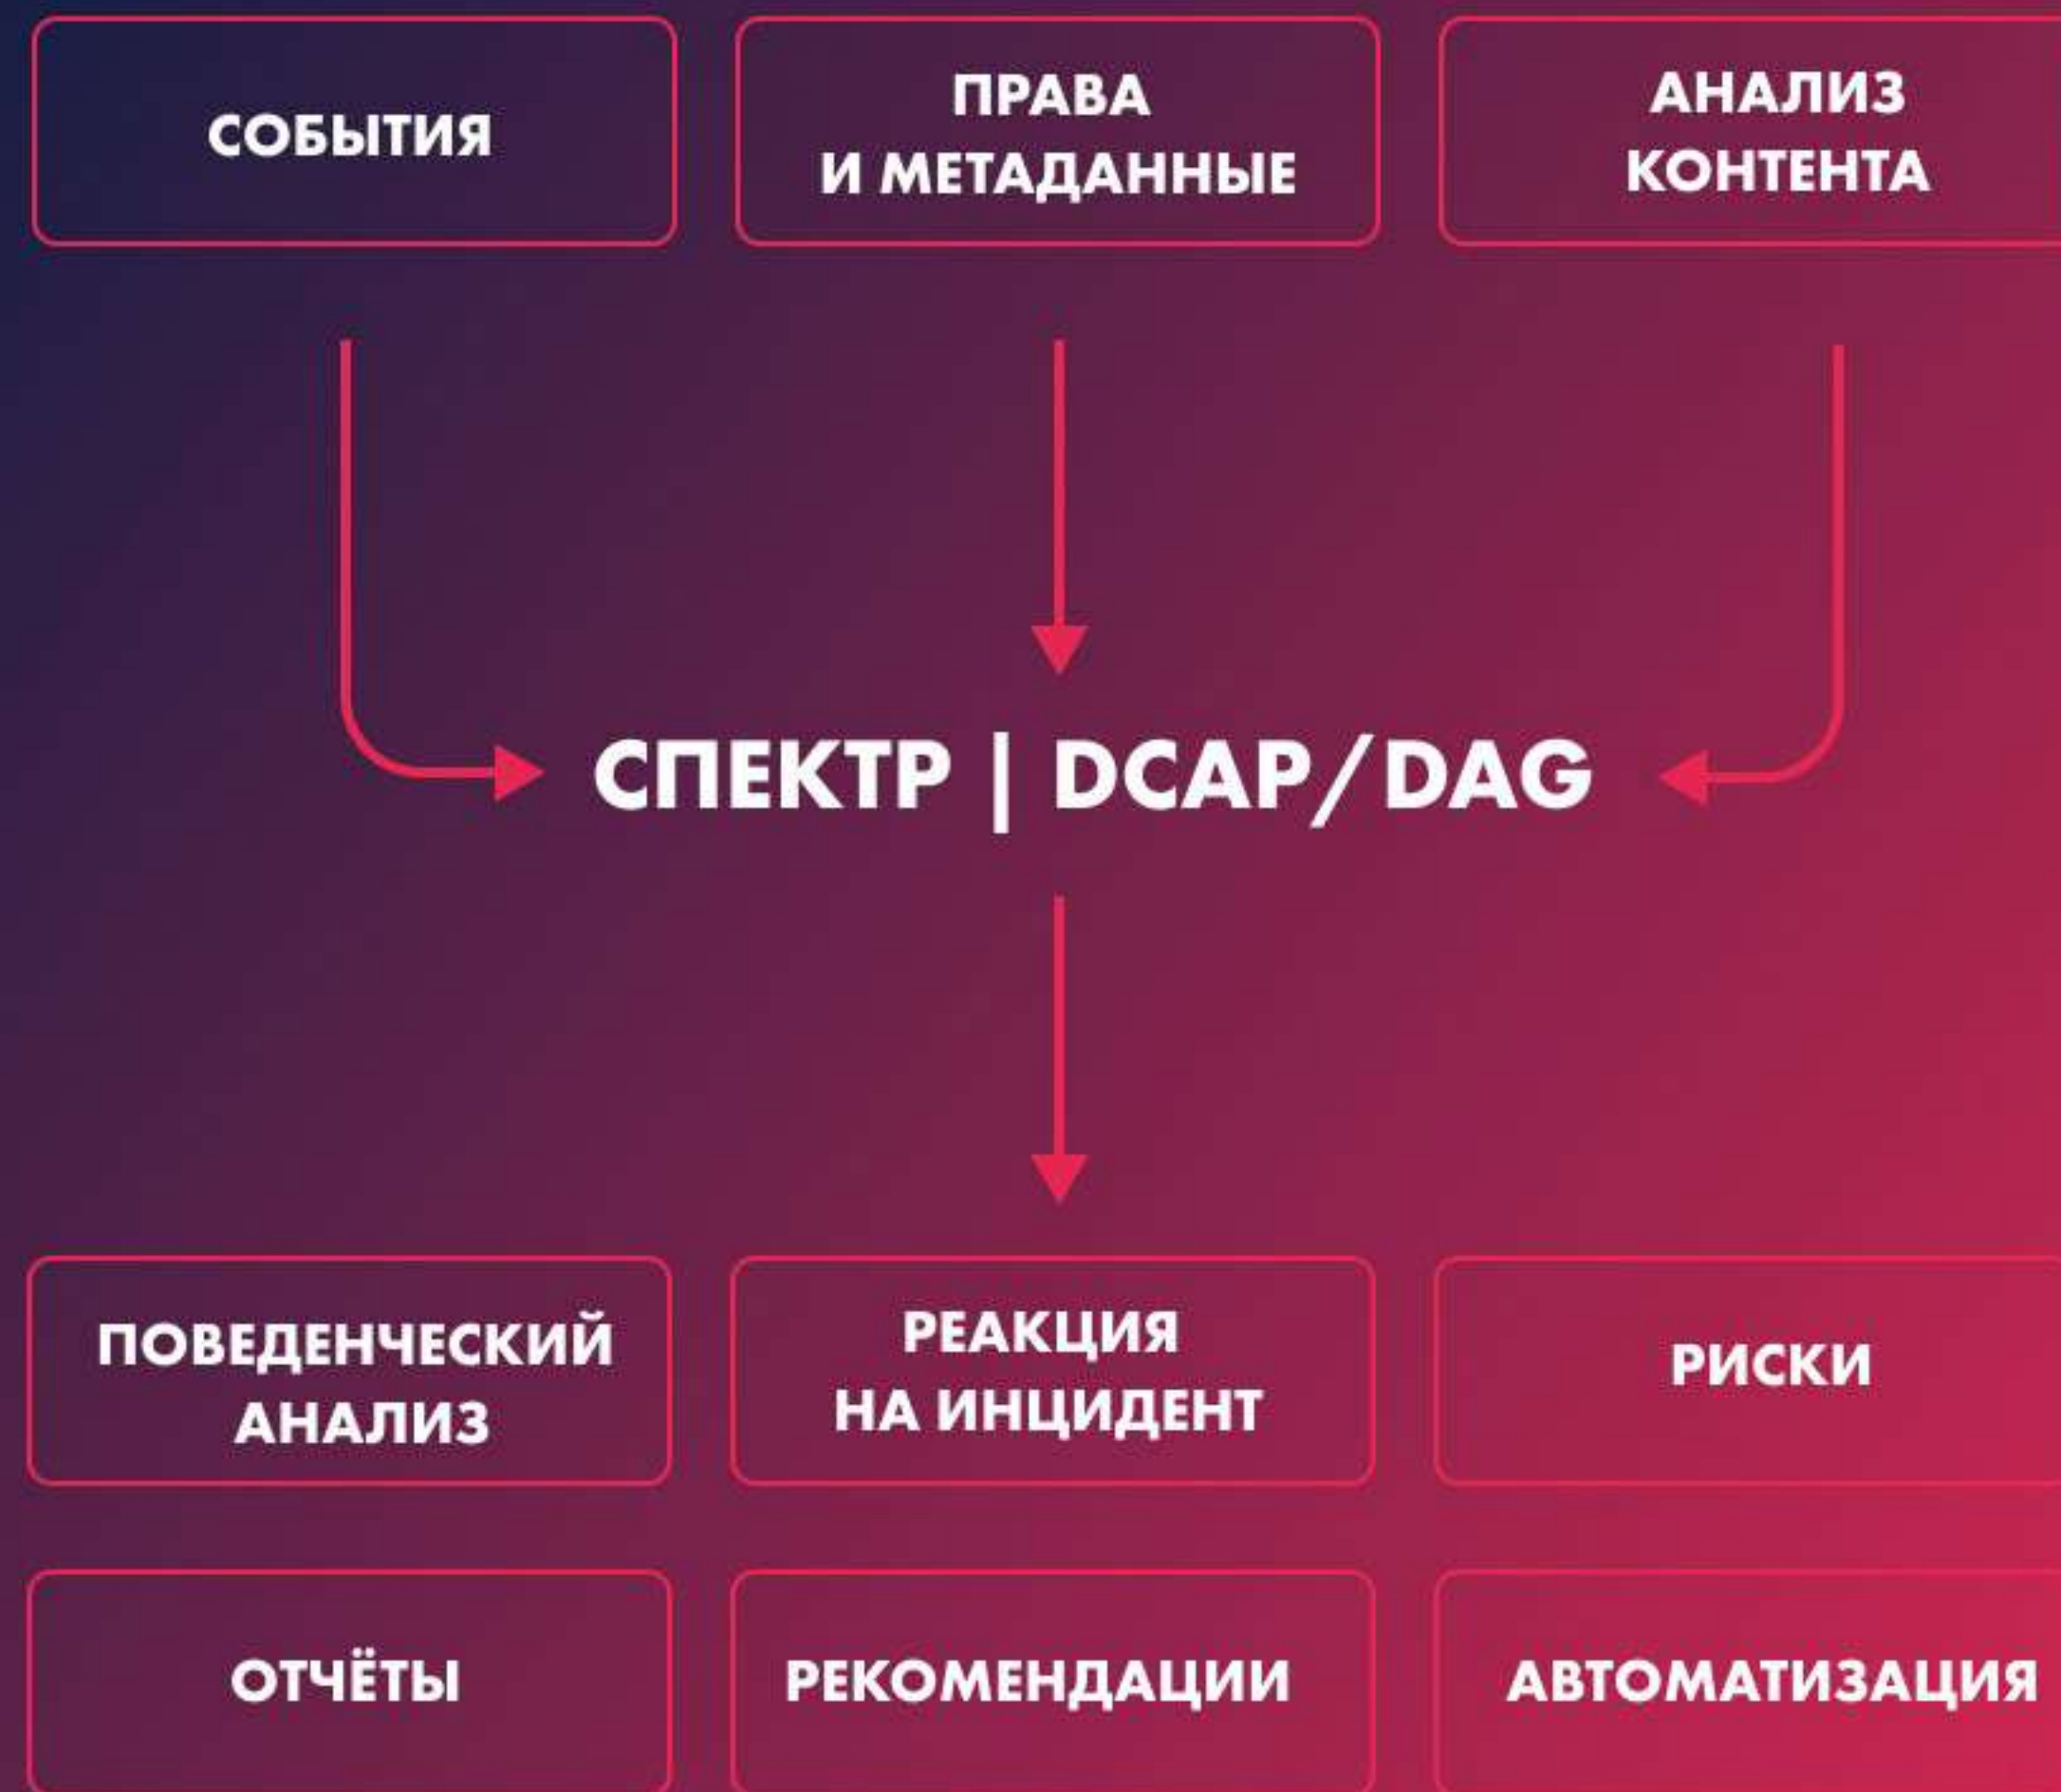 СОБЫТИЯ
ПРАВА
И МЕТАДАННЫЕ
АНАЛИЗ
КОНТЕНТА
СПЕКТР | DCAP/DAG
ПОВЕДЕНЧЕСКИЙ
АНАЛИЗ
РЕАКЦИЯ
НА ИНЦИДЕНТ
РИСКИ
ОТЧЁТЫ
РЕКОМЕНДАЦИИ
АВТОМАТИЗАЦИЯ